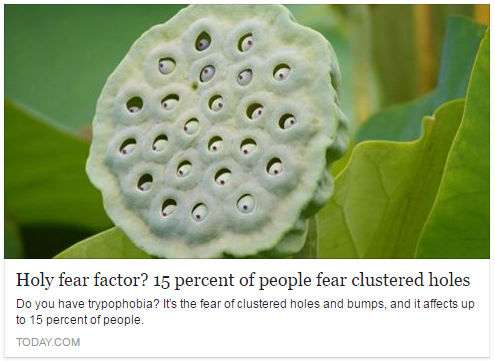 Holy fear factor? 15 percent of people fear clustered holes
Do you have trypophobia? It's the fear of clustered holes and bumps, and it affects up
to 15 percent of people.
TODAY.COM